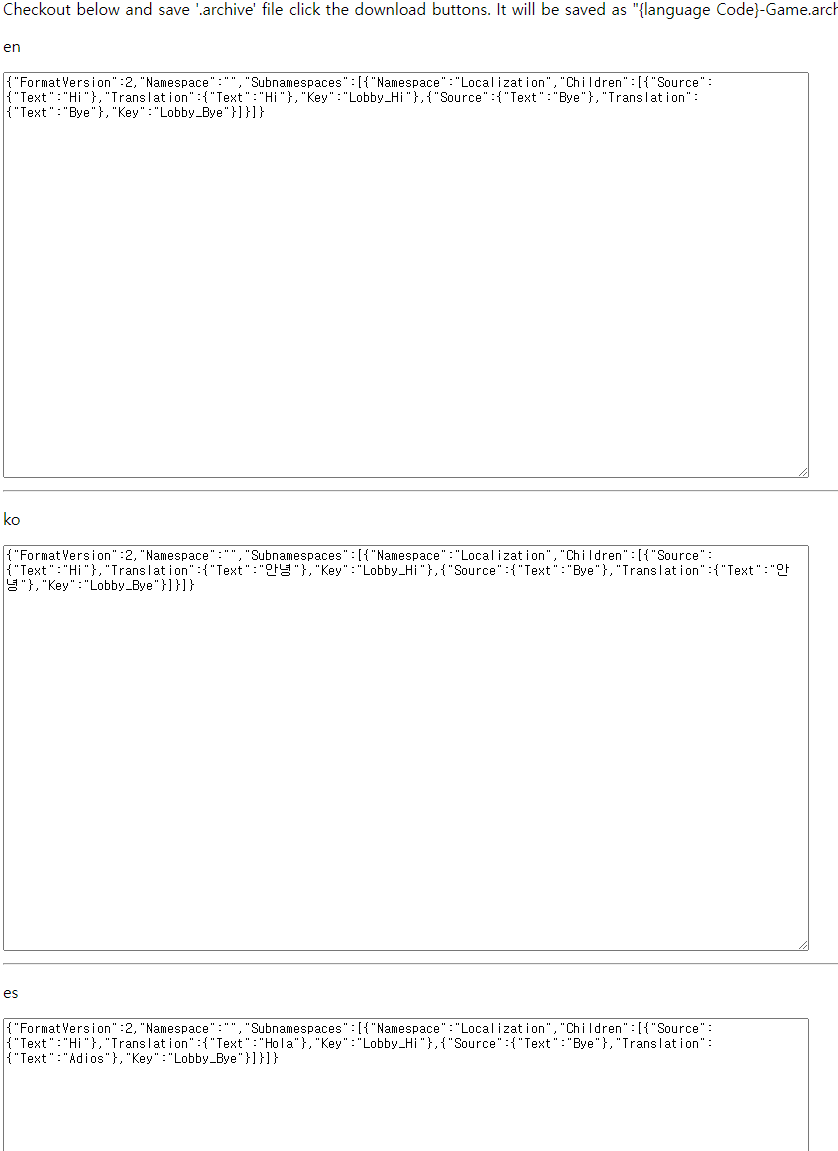 Checkout below and save '.archive' file click the download buttons. It will be saved as "{language Code}-Game.arch
en
{"FormatVersion":2,"Namespace":"","Subnamespaces":[{"Namespace":"Localization","Children":[{"Source":
{"Text":"Hi"},"Translation":{"Text":"Hi"},"Key":"Lobby_Hi"},{"Source":{"Text":"Bye"},"Translation":
{"Text":"Bye"},"Key":"Lobby_Bye"}]}]}
ko
{"FormatVersion":2,"Namespace":"","Subnamespaces":[{"Namespace":"Localization","Children":[{"Source":
{"Text":"Hi"},"Translation":{"Text":"안녕"},"Key":"Lobby_Hi"},{"Source":{"Text":"Bye"},"Translation":{"Text":"안
녕"},"Key":"Lobby_Bye"}]}]}
es
{"FormatVersion":2,"Namespace":"","Subnamespaces":[{"Namespace":"Localization","Children":[{"Source":
{"Text":"Hi"},"Translation":{"Text":"Hola"},"Key":"Lobby_Hi"},{"Source":{"Text":"Bye"},"Translation":
{"Text":"Adios"},"Key":"Lobby_Bye"}]}]}